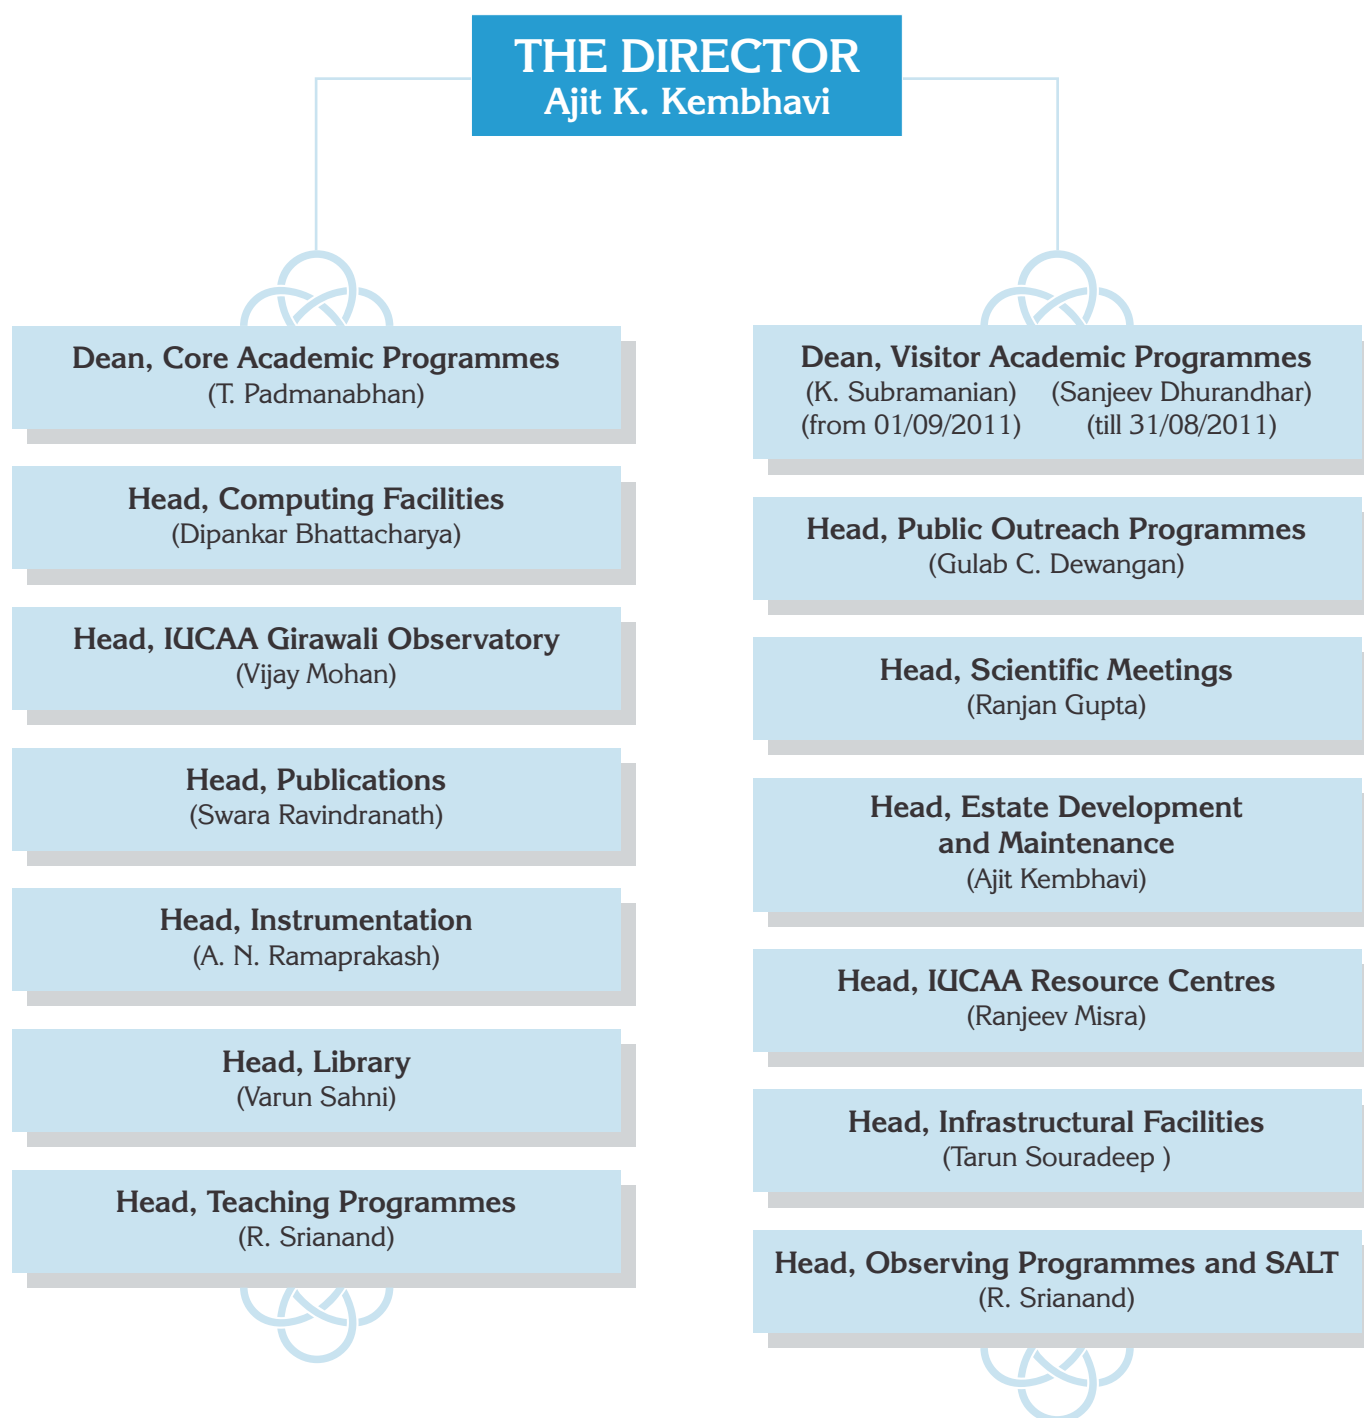 THE DIRECTOR
Ajit K. Kembhavi
Dean, Core Academic Programmes
(T. Padmanabhan)
Head, Computing Facilities
(Dipankar Bhattacharya)
Head, IUCAA Girawali Observatory
(Vijay Mohan)
Head, Publications
(Swara Ravindranath)
Head, Instrumentation
(A. N. Ramaprakash)
Head, Library
(Varun Sahni)
Head, Teaching Programmes
(R. Srianand)
Dean, Visitor Academic Programmes
(K. Subramanian) (Sanjeev Dhurandhar)
(from 01/09/2011) (till 31/08/2011)
Head, Public Outreach Programmes
(Gulab C. Dewangan)
Head, Scientific Meetings
(Ranjan Gupta)
Head, Estate Development
and Maintenance
(Ajit Kembhavi)
Head, IUCAA Resource Centres
(Ranjeev Misra)
Head, Infrastructural Facilities
(Tarun Souradeep )
Head, Observing Programmes and SALT
(R. Srianand)